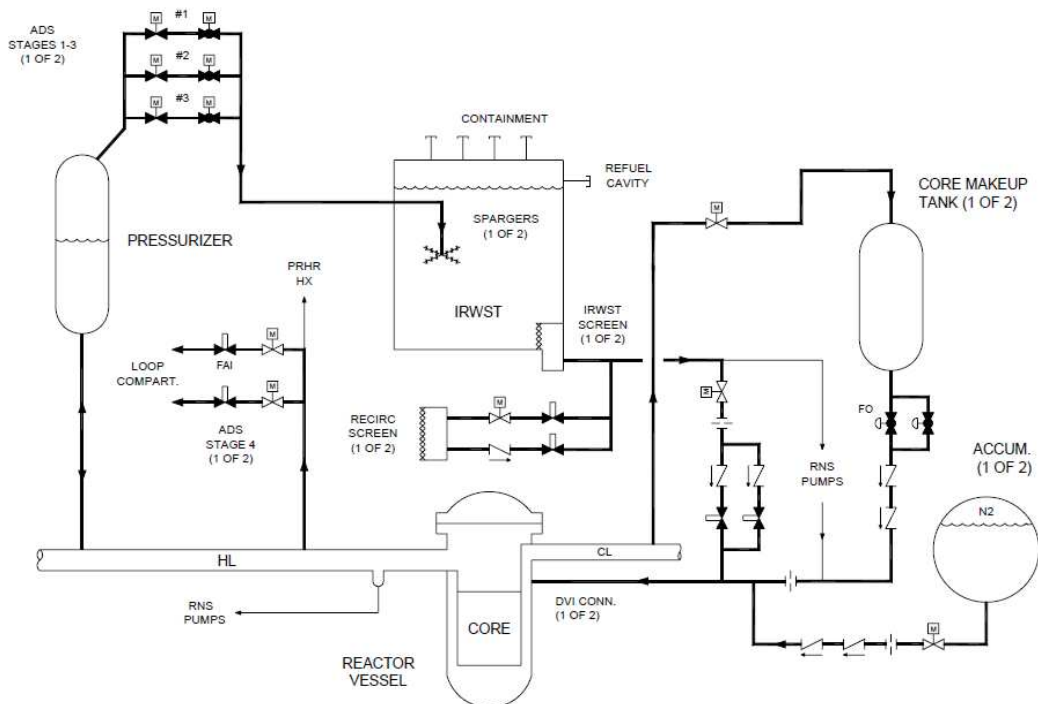 ADS
STAGES 1-3
(1 OF 2)
M
#1
M
M
#2
M
M
#3
M
CONTAINMENT
REFUEL
CAVITY
SPARGERS
(1 OF 2)
M
CORE MAKEUP
TANK (1 OF 2)
PRESSURIZER
PRHR
HX
IRWST
IRWST
SCREEN
(1 OF 2)
M
LOOP
COMPART.
FAI
M
M
RECIRC
SCREEN
(1 OF 2)
M
ADS
STAGE 4
(1 OF 2)
FO
RNS
PUMPS
ACCUM.
(1 OF 2)
N2
HL
CL
RNS
PUMPS
CORE
DVI CONN.
(1 OF 2)
M
REACTOR
VESSEL